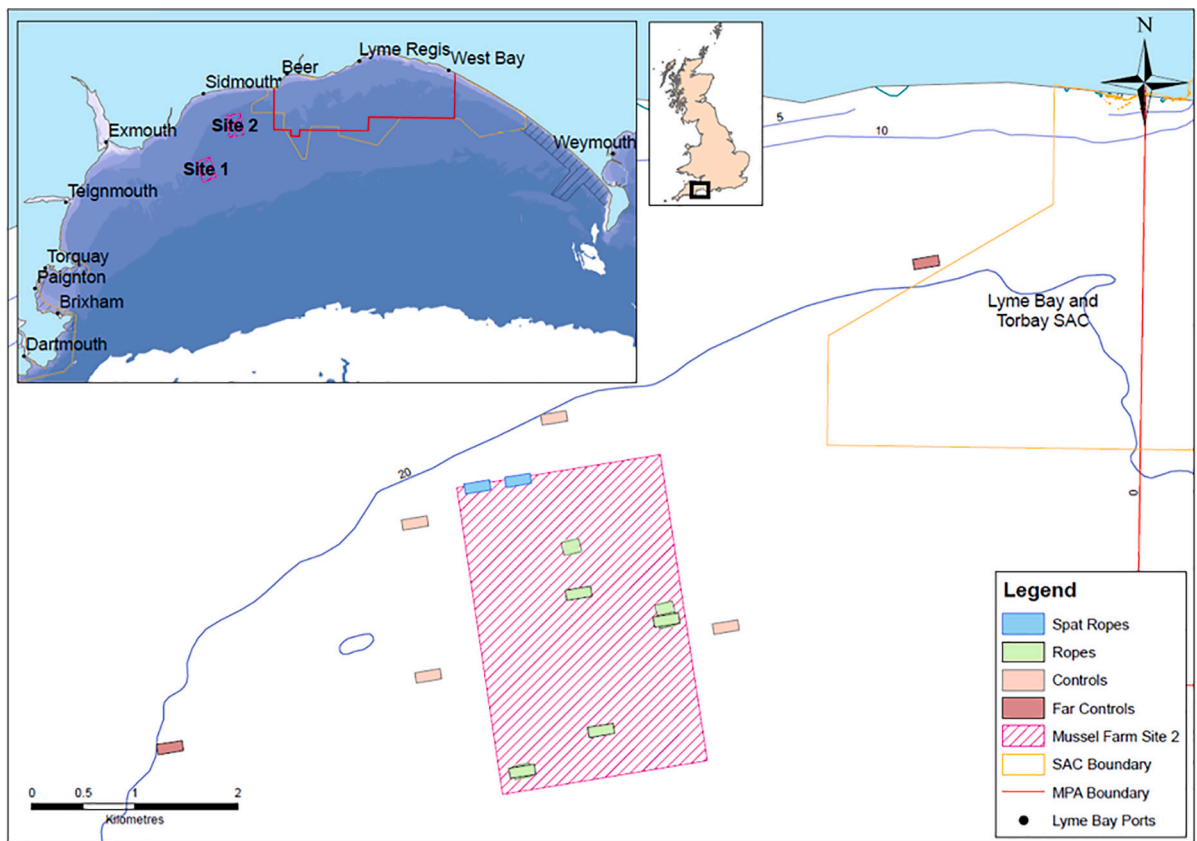 Beer
Lyme Regis
West Bay
Sidmouth
Site 2
Exmouth
Weymouth
Site 1
Teignmouth
Torquay
Paignton
Brixham
Dartmouth
N
5
10
Lyme Bay and
Torbay SAC
20
0
Legend
Spat Ropes
Ropes
Controls
Far Controls
Mussel Farm Site 2
SAC Boundary
MPA Boundary
Lyme Bay Ports
0 0.5 1 2
Kilometres